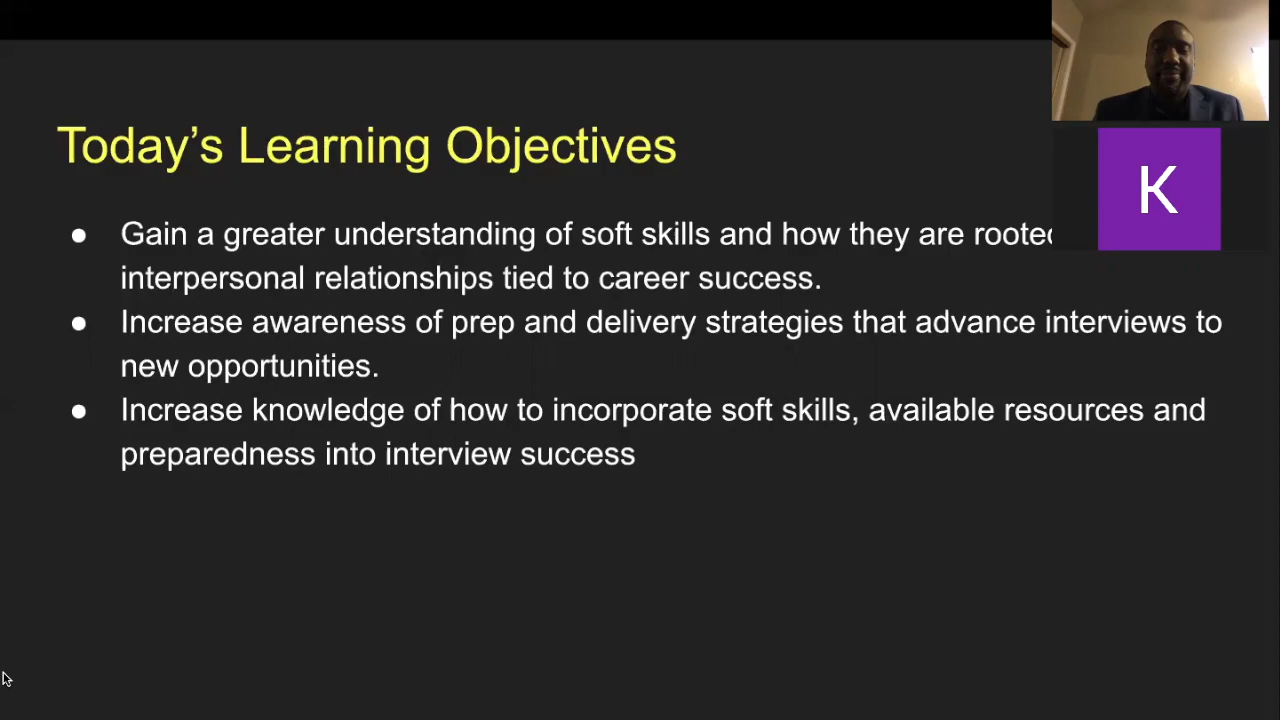 Today’s Learning Objectives
● Gain a greater understanding of soft skills and how they are rooted
interpersonal relationships tied to career success.
● Increase awareness of prep and delivery strategies that advance interviews to
new opportunities.
● Increase knowledge of how to incorporate soft skills, available resources and
preparedness into interview success
K